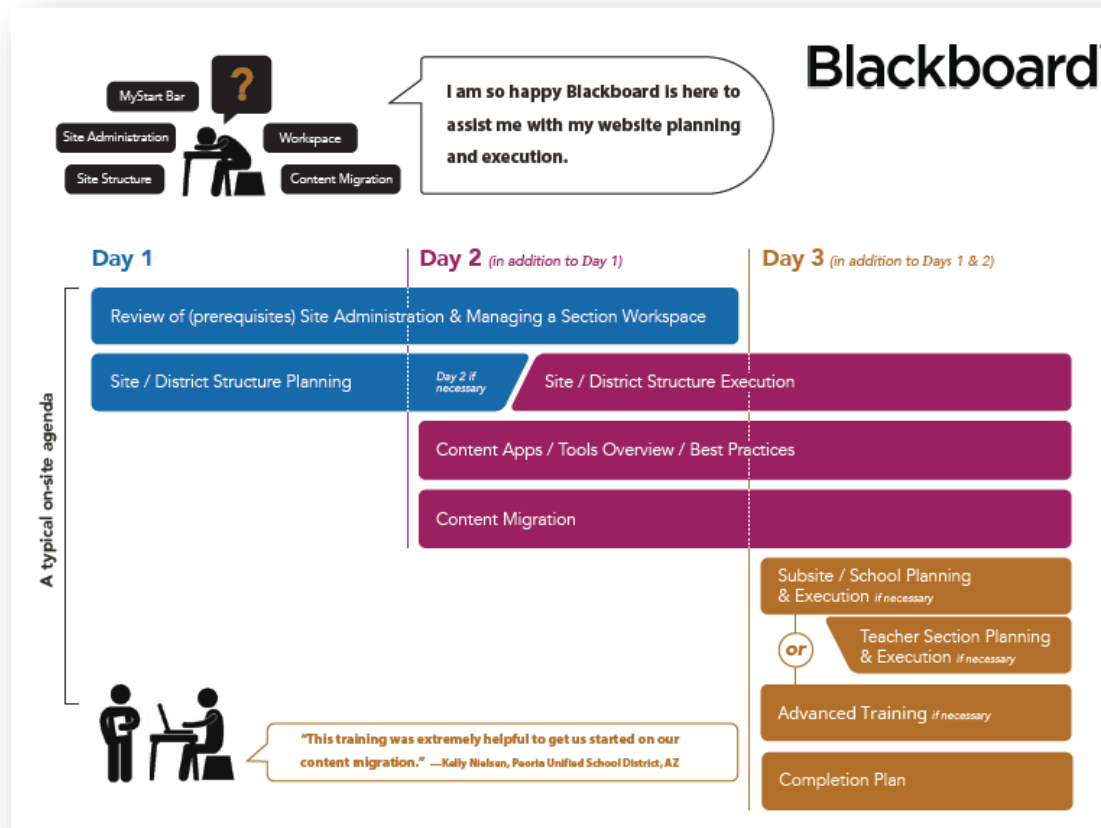 Blackboard
?
MyStart Bar
Site Administration
Workspace
Site Structure
Content Migration
I am so happy Blackboard is here to
assist me with my website planning
and execution.
Day 1
Day 2 (in addition to Day 1)
Day 3 (in addition to Days 1 & 2)
A typical on-site agenda
Review of (prerequisites) Site Administration & Managing a Section Workspace
Site / District Structure Planning
Day 2 if
necessary
Site / District Structure Execution
Content Apps / Tools Overview / Best Practices
Content Migration
Subsite / School Planning
& Execution if necessary
or
Teacher Section Planning
& Execution if necessary
Advanced Training if necessary
Completion Plan
"This training was extremely helpful to get us started on our
content migration." —Kelly Nielsen, Peoria Unified School District, AZ